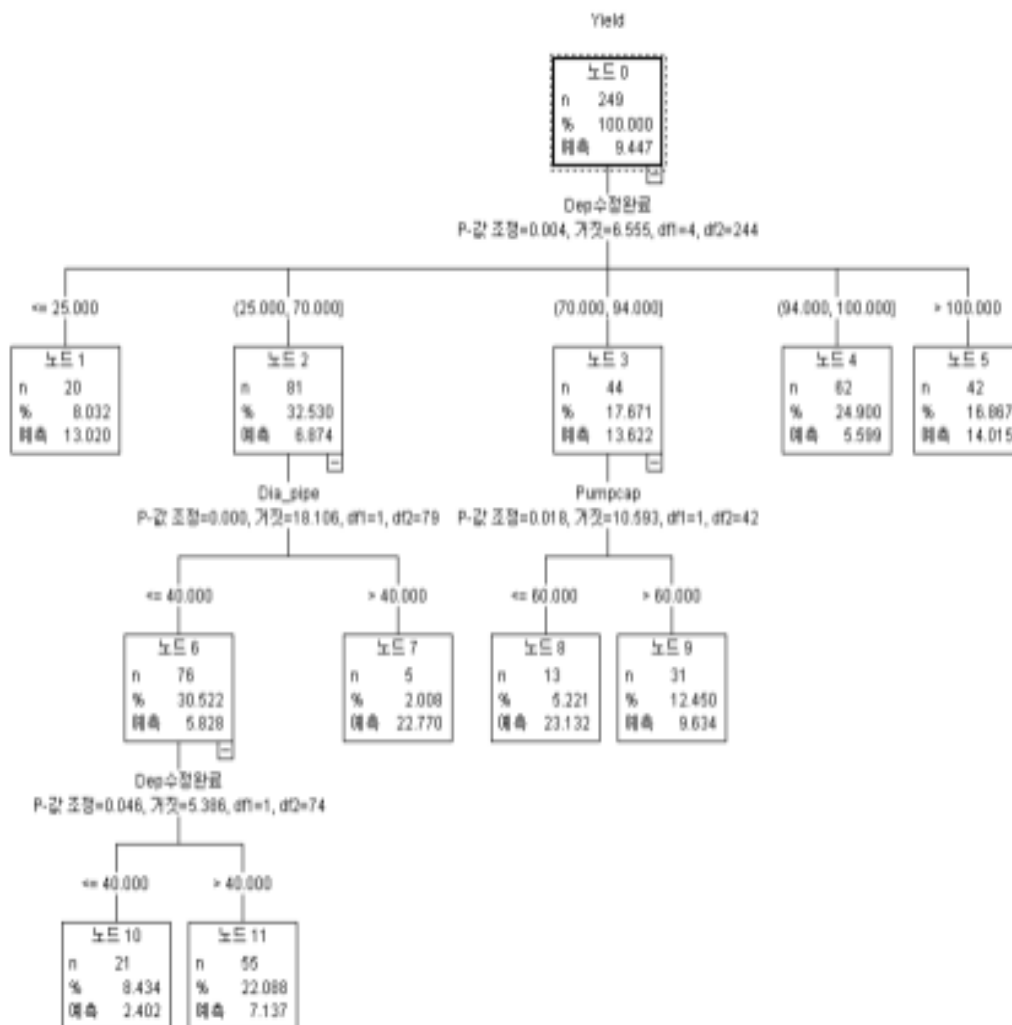 Yield
노드 0
n 249
% 100.000
예측 9.447
Dep수정완료
P-값 조정=0.004, 거짓=6.555, df1=4, df2=244
<= 25.000
(25.000, 70.000]
(70.000, 94.000]
(94.000, 100.000]
> 100.000
노드 1
n 20
% 8.032
예측 13.020
노드 2
n 81
% 32.530
예측 6.874
노드 3
n 44
% 17.671
예측 13.622
노드 4
n 62
% 24.900
예측 5.599
노드 5
n 42
% 16.867
예측 14.015
Dia_pipe
P-값 조정=0.000, 거짓=18.106, df1=1, df2=79
Pumpcap
P-값 조정=0.018, 거짓=10.593, df1=1, df2=42
<= 40.000
> 40.000
<= 60.000
> 60.000
노드 6
n 76
% 30.522
예측 5.828
노드 7
n 5
% 2.008
예측 22.770
노드 8
n 13
% 5.221
예측 23.132
노드 9
n 31
% 12.450
예측 9.634
Dep수정완료
P-값 조정=0.046, 거짓=5.386, df1=1, df2=74
<= 40.000
> 40.000
노드 10
n 21
% 8.434
예측 2.402
노드 11
n 55
% 22.088
예측 7.137